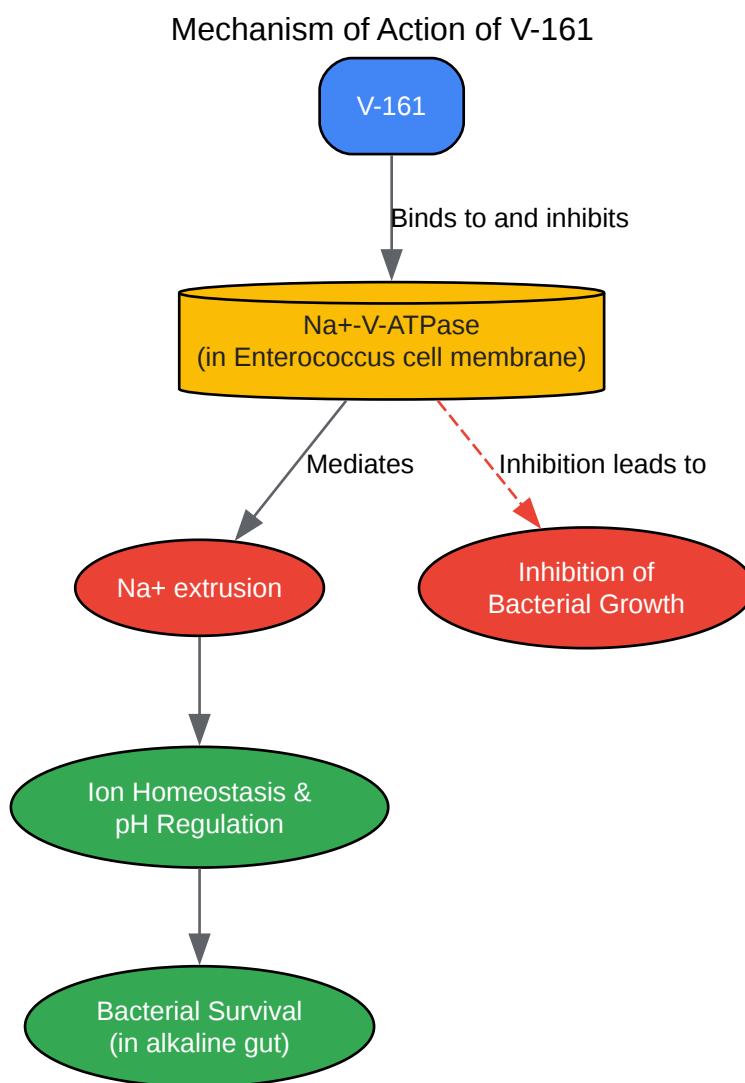 Mechanism of Action of V-161
V-161
Binds to and inhibits
Na+-V-ATPase
(in Enterococcus cell membrane)
Mediates
Inhibition leads to
Na+ extrusion
Inhibition of
Bacterial Growth
Ion Homeostasis &
pH Regulation
Bacterial Survival
(in alkaline gut)